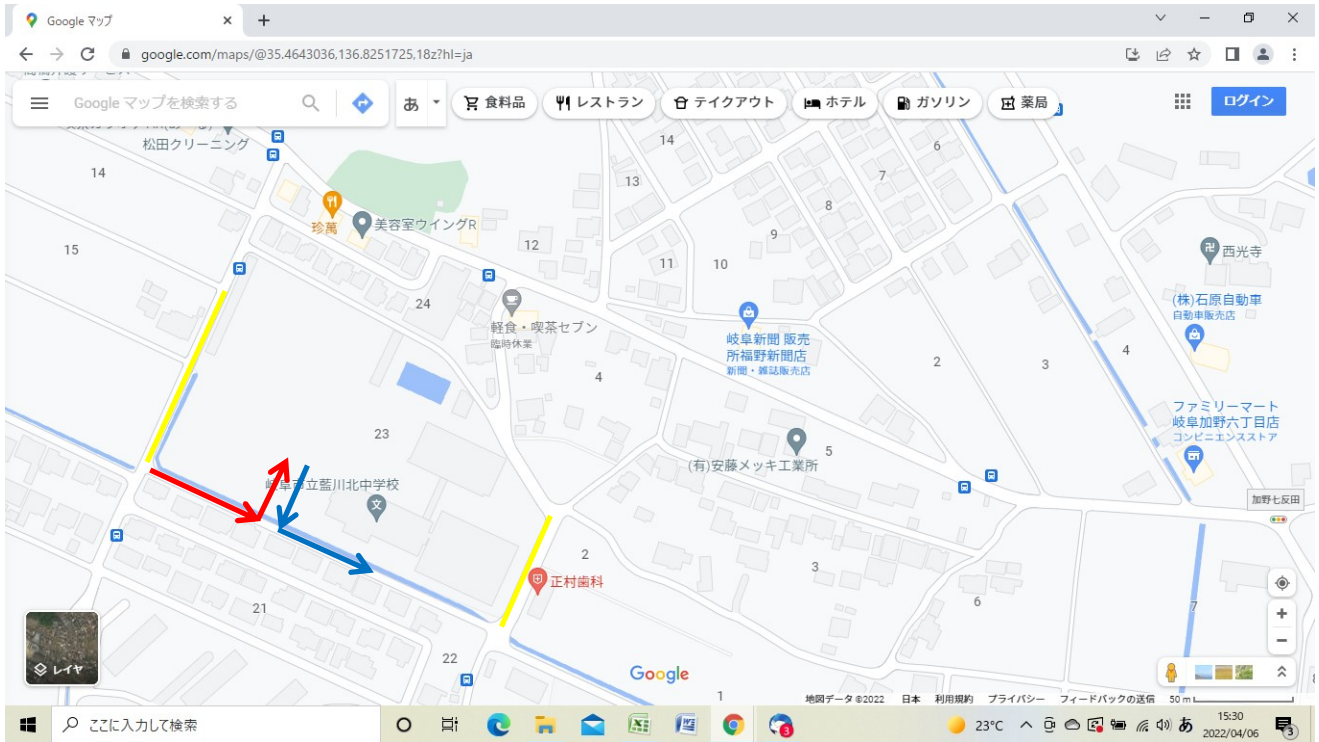 Google マップ
google.com/maps/@35.4643036,136.8251725,18z?hl=ja
Google マップを検索する
あ
食料品
レストラン
テイクアウト
ホテル
ガソリン
薬局
ログイン
松田クリーニング
14
14
6
13
7
8
珍萬
美容室ウイングR
9
12
15
11
10
西光寺
24
(株)石原自動車
自動車販売店
軽食・喫茶セブン
臨時休業
岐阜新聞 販売
所福野新聞店
新聞・雑誌販売店
4
2
3
4
ファミリーマート
岐阜加野六丁目店
コンビニエンスストア
23
5
(有)安藤メッキ工業所
岐阜市立藍川北中学校
文
加野七反田
2
正村歯科
3
6
7
21
22
レイヤ
Google
1
地図データ ©2022
日本
利用規約
プライバシー
フィードバックの送信
50 m
ここに入力して検索
23°C
あ
15:30
2022/04/06
3